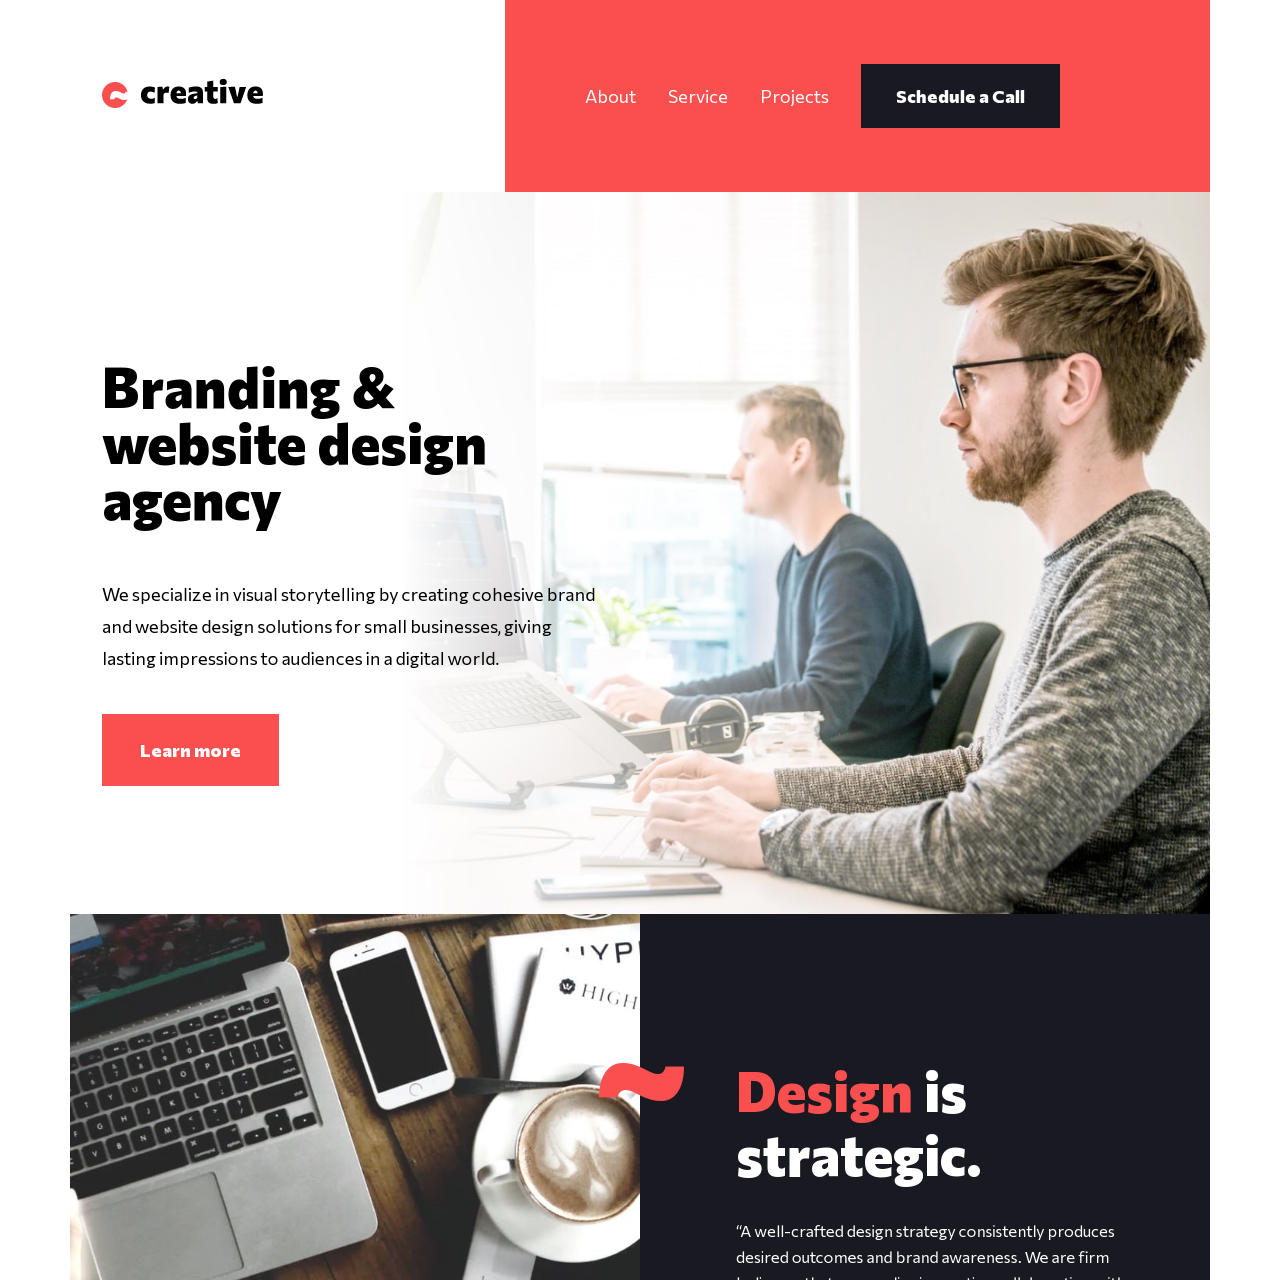 creative
About Service Projects Schedule a Call
Branding &
website design
agency
We specialize in visual storytelling by creating cohesive brand
and website design solutions for small businesses, giving
lasting impressions to audiences in a digital world.
Learn more
HYP
HIGH
Design is
strategic.
“A well-crafted design strategy consistently produces
desired outcomes and brand awareness. We are firm